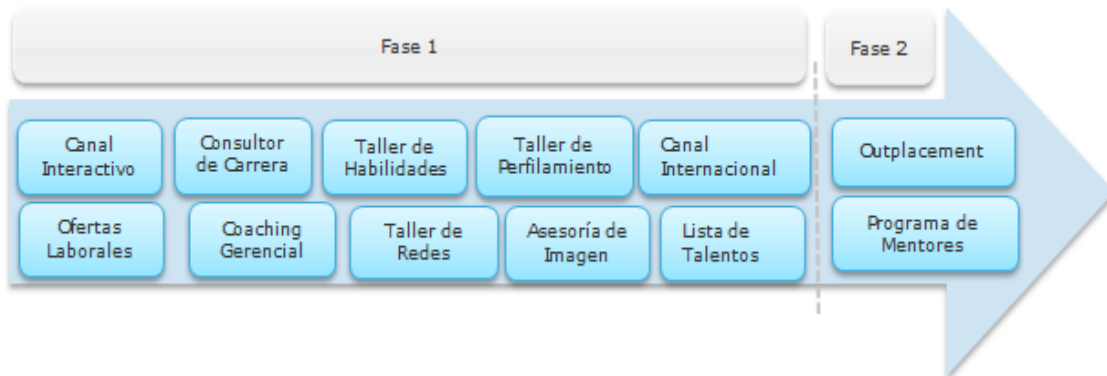 Fase 1
Fase 2
Canal
Interactivo
Consultor
de Carrera
Taller de
Habilidades
Taller de
Perfilamiento
Canal
Internacional
Outplacement
Ofertas
Laborales
Coaching
Gerencial
Taller de
Redes
Asesoría de
Imagen
Lista de
Talentos
Programa de
Mentores